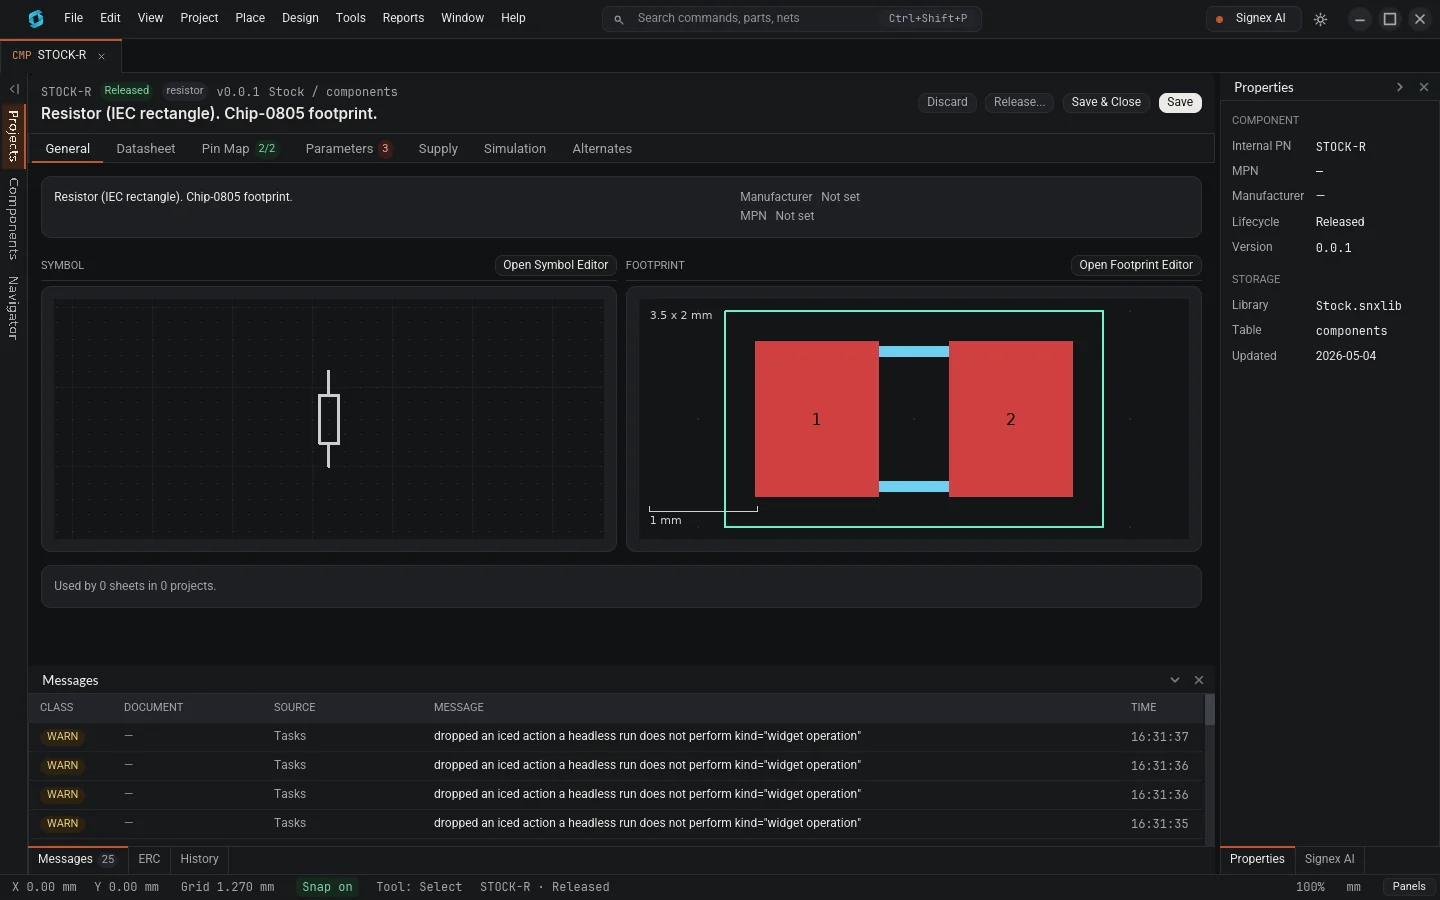 File Edit View Project Place Design Tools Reports Window Help
Search commands, parts, nets Ctrl+Shift+P
Signex AI
CMP STOCK-R
Projects
Components
Navigator
STOCK-R Released resistor v0.0.1 Stock / components
Resistor (IEC rectangle). Chip-0805 footprint.
Discard Release... Save & Close Save
General Datasheet Pin Map 2/2 Parameters 3 Supply Simulation Alternates
Resistor (IEC rectangle). Chip-0805 footprint.
Manufacturer Not set
MPN Not set
SYMBOL Open Symbol Editor
FOOTPRINT Open Footprint Editor
3.5 x 2 mm
1 2
1 mm
Used by 0 sheets in 0 projects.
Messages
CLASS DOCUMENT SOURCE MESSAGE TIME
WARN — Tasks dropped an iced action a headless run does not perform kind="widget operation" 16:31:37
WARN — Tasks dropped an iced action a headless run does not perform kind="widget operation" 16:31:36
WARN — Tasks dropped an iced action a headless run does not perform kind="widget operation" 16:31:36
WARN — Tasks dropped an iced action a headless run does not perform kind="widget operation" 16:31:35
Messages 25 ERC History
Properties
COMPONENT
Internal PN STOCK-R
MPN —
Manufacturer —
Lifecycle Released
Version 0.0.1
STORAGE
Library Stock.snxlib
Table components
Updated 2026-05-04
Properties Signex AI
X 0.00 mm Y 0.00 mm Grid 1.270 mm Snap on Tool: Select STOCK-R · Released 100% mm Panels